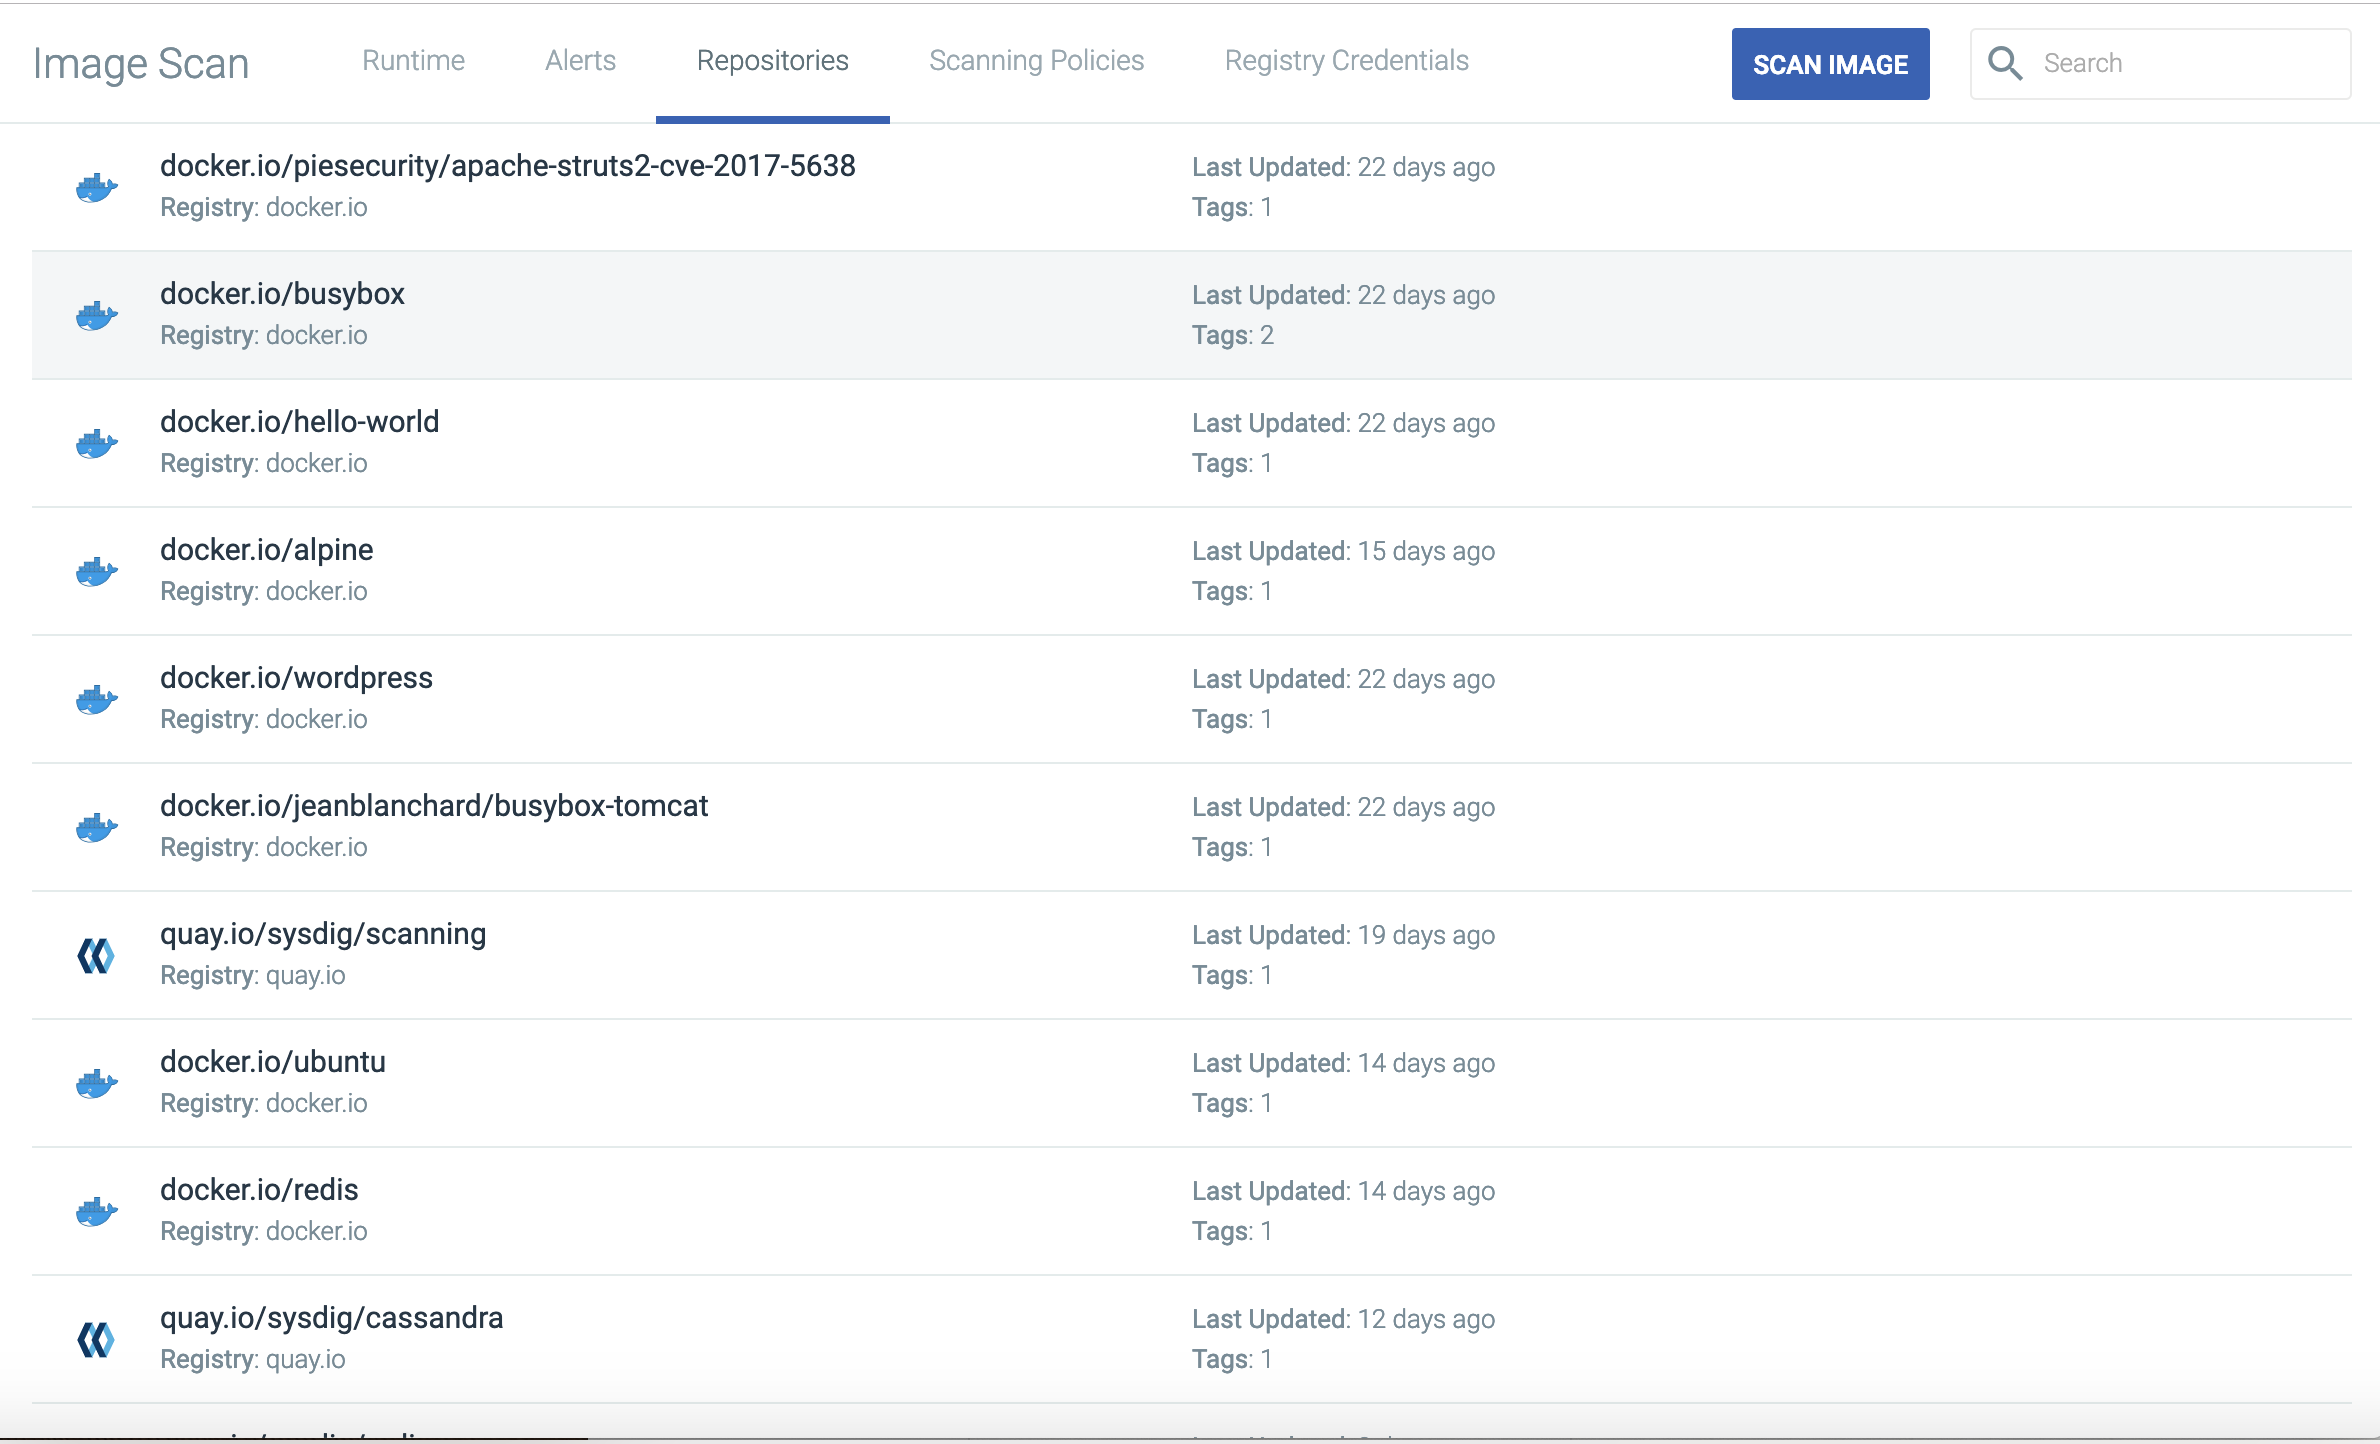 Image Scan Runtime Alerts Repositories Scanning Policies Registry Credentials SCAN IMAGE Search
docker.io/piesecurity/apache-struts2-cve-2017-5638 Last Updated: 22 days ago
Registry: docker.io Tags: 1
docker.io/busybox Last Updated: 22 days ago
Registry: docker.io Tags: 2
docker.io/hello-world Last Updated: 22 days ago
Registry: docker.io Tags: 1
docker.io/alpine Last Updated: 15 days ago
Registry: docker.io Tags: 1
docker.io/wordpress Last Updated: 22 days ago
Registry: docker.io Tags: 1
docker.io/jeanblanchard/busybox-tomcat Last Updated: 22 days ago
Registry: docker.io Tags: 1
quay.io/sysdig/scanning Last Updated: 19 days ago
Registry: quay.io Tags: 1
docker.io/ubuntu Last Updated: 14 days ago
Registry: docker.io Tags: 1
docker.io/redis Last Updated: 14 days ago
Registry: docker.io Tags: 1
quay.io/sysdig/cassandra Last Updated: 12 days ago
Registry: quay.io Tags: 1